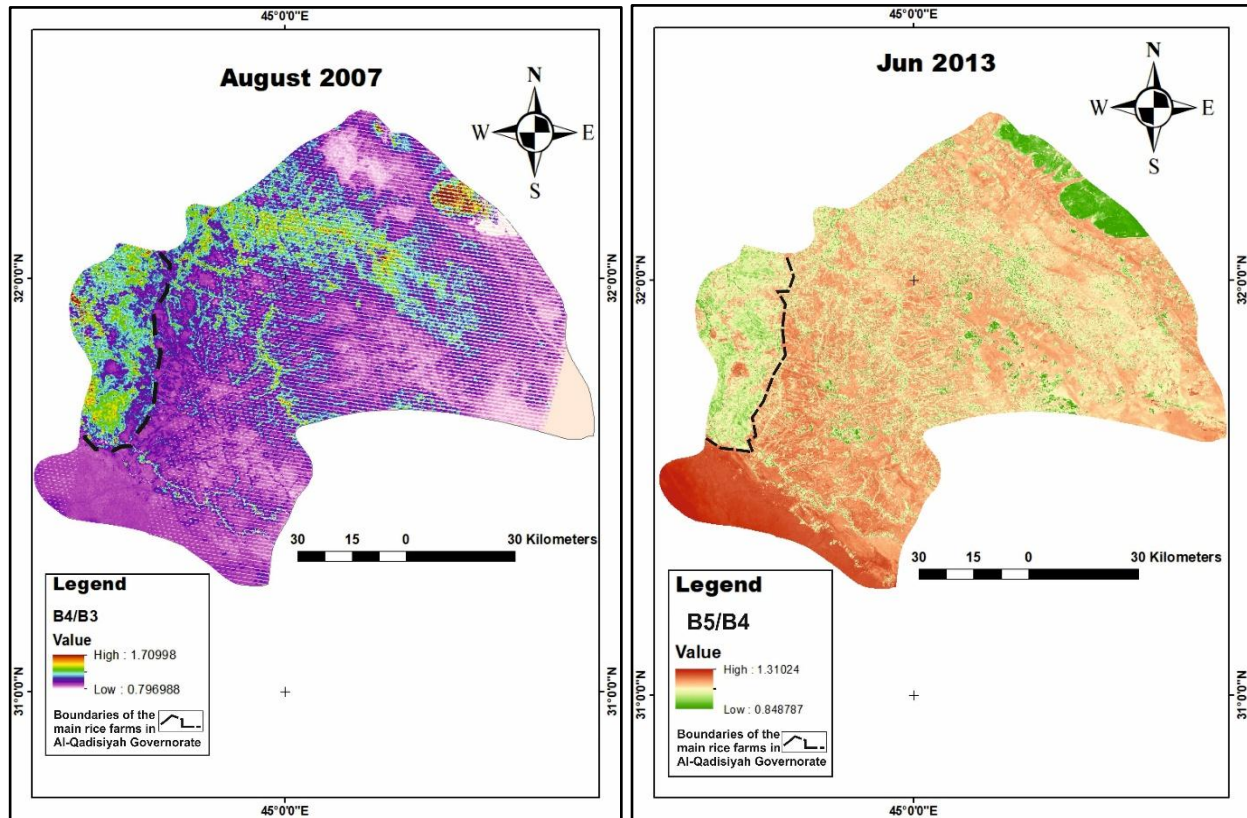 45°0'0"E
August 2007
N
W E
S
32°0'0"N
32°0'0"N
30 15 0 30 Kilometers
Legend
B4/B3
Value
High : 1.70998
Low : 0.796988
Boundaries of the
main rice farms in
Al-Qadisiyah Governorate
31°0'0"N
31°0'0"N
45°0'0"E
45°0'0"E
Jun 2013
N
W E
S
32°0'0"N
32°0'0"N
30 15 0 30 Kilometers
Legend
B5/B4
Value
High : 1.31024
Low : 0.848787
Boundaries of the
main rice farms in
Al-Qadisiyah Governorate
31°0'0"N
31°0'0"N
45°0'0"E